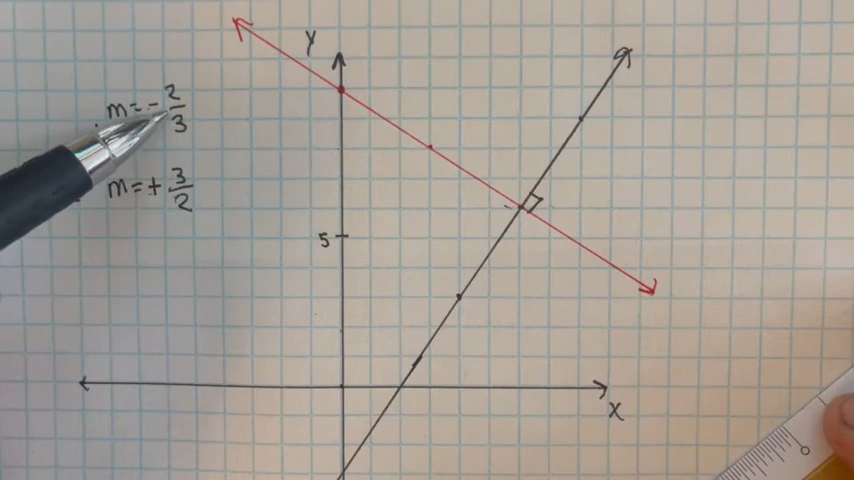 Y
m = - 2/3
m = + 3/2
5
X